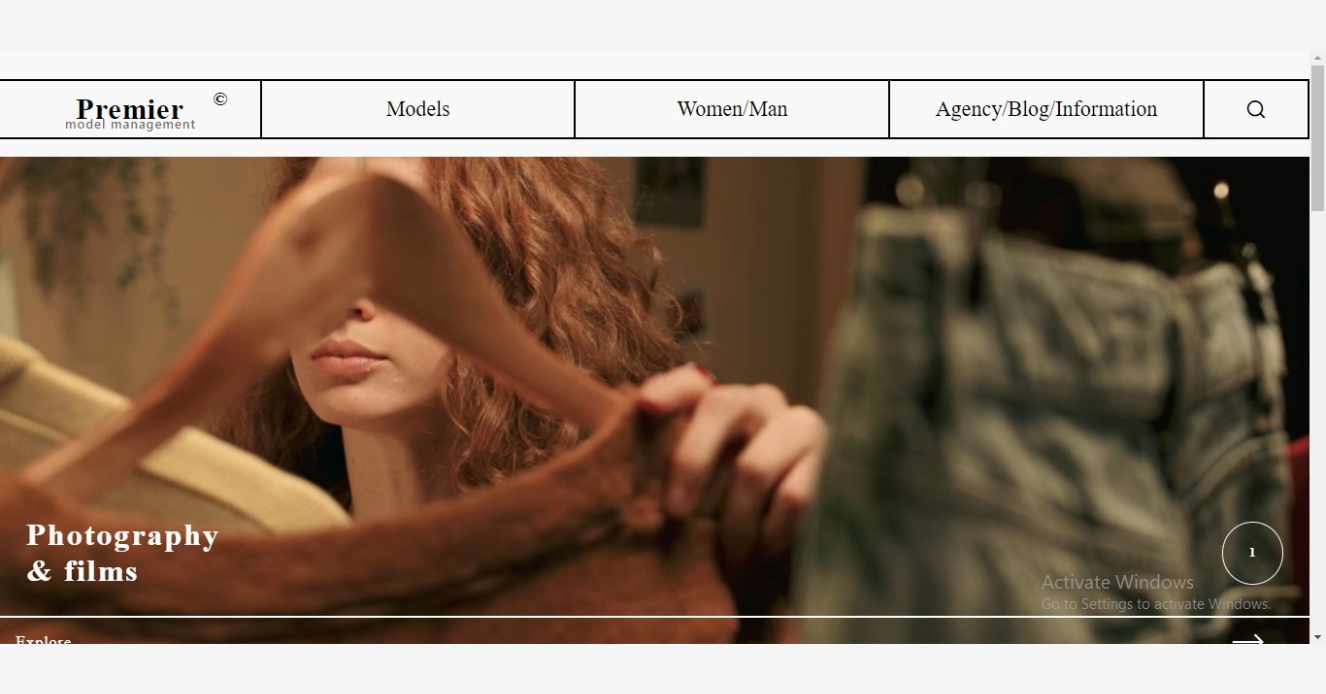 Premier ©
model management
Models
Women/Man
Agency/Blog/Information
Photography
& films
1
Activate Windows
Go to Settings to activate Windows.
Explore